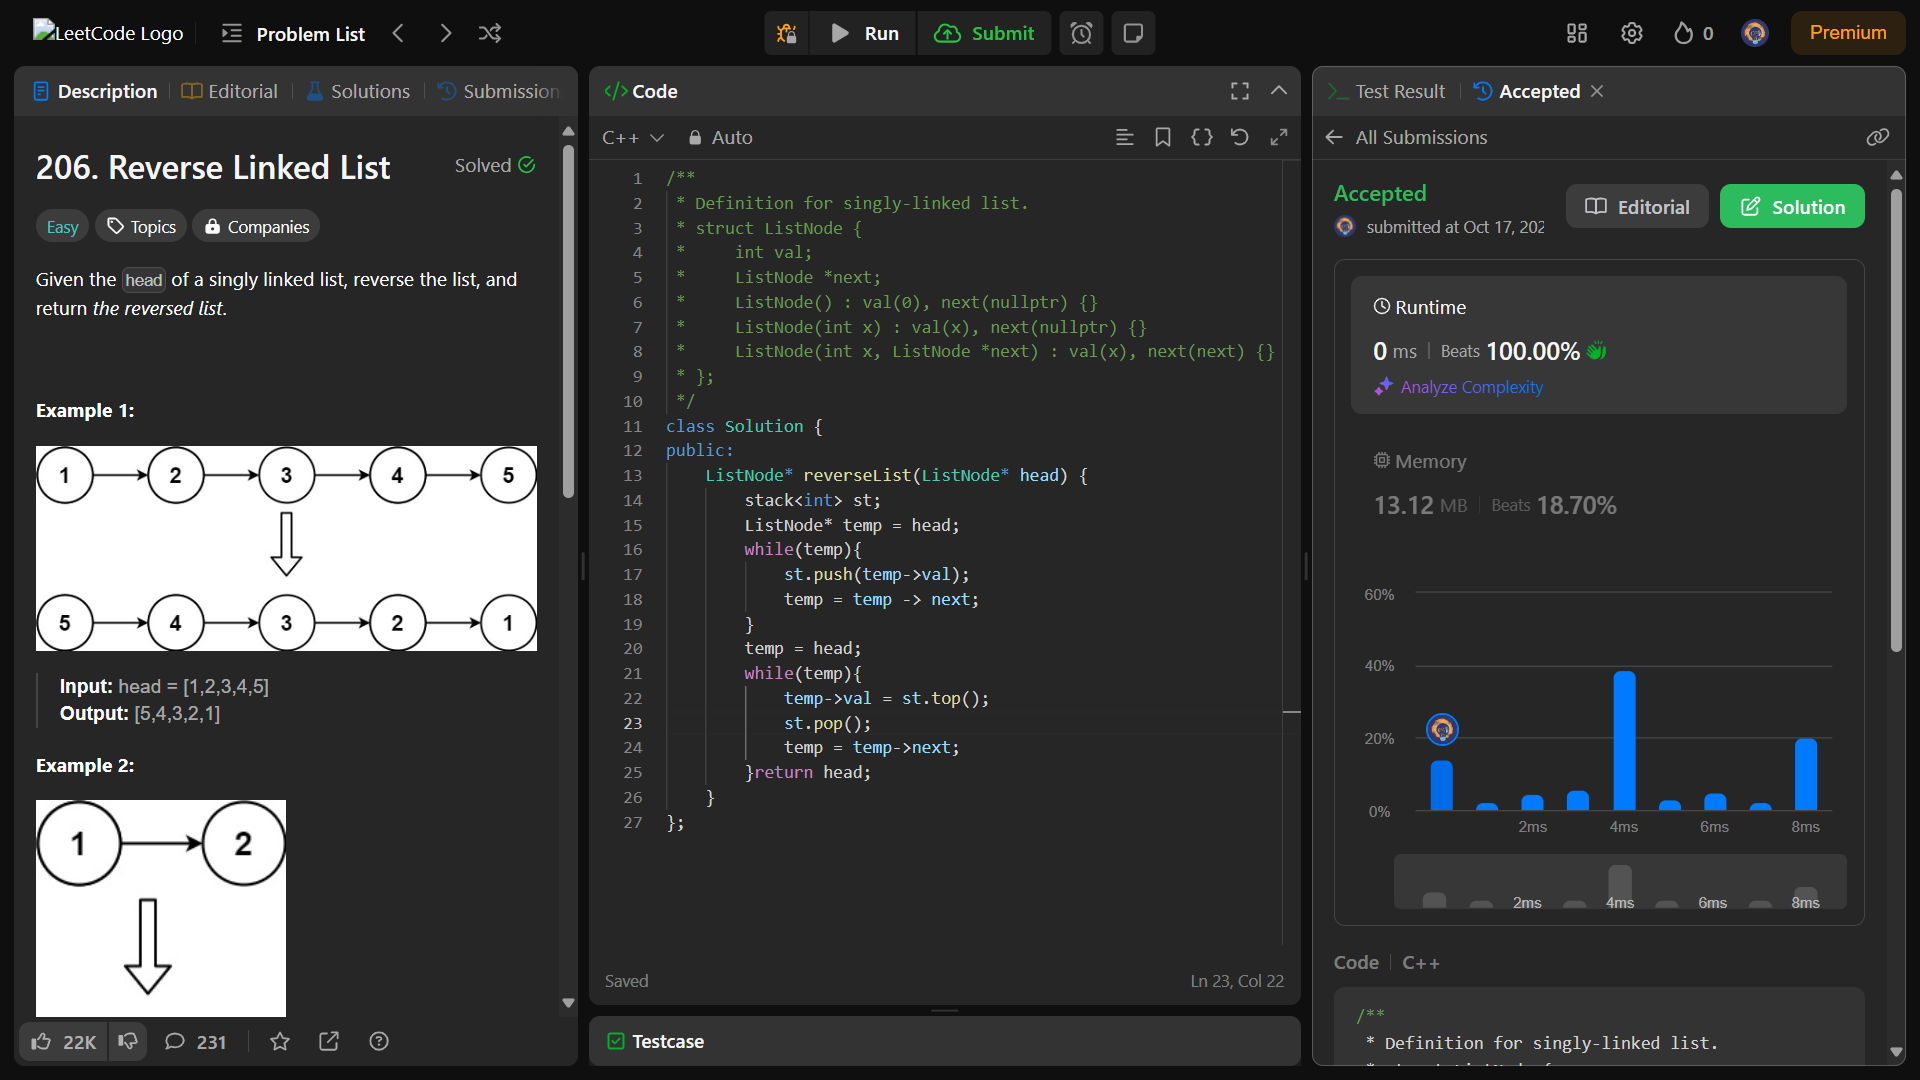 LeetCode Logo
Problem List
Run
Submit
0
Premium
Description
Editorial
Solutions
Submission
206. Reverse Linked List
Solved
Easy
Topics
Companies
Given the head of a singly linked list, reverse the list, and
return the reversed list.
Example 1:
1 2 3 4 5
5 4 3 2 1
Input: head = [1,2,3,4,5]
Output: [5,4,3,2,1]
Example 2:
1 2
22K
231
</> Code
C++
Auto
1 /**
2 * Definition for singly-linked list.
3 * struct ListNode {
4 *     int val;
5 *     ListNode *next;
6 *     ListNode() : val(0), next(nullptr) {}
7 *     ListNode(int x) : val(x), next(nullptr) {}
8 *     ListNode(int x, ListNode *next) : val(x), next(next) {}
9 * };
10 */
11 class Solution {
12 public:
13     ListNode* reverseList(ListNode* head) {
14         stack<int> st;
15         ListNode* temp = head;
16         while(temp){
17             st.push(temp->val);
18             temp = temp -> next;
19         }
20         temp = head;
21         while(temp){
22             temp->val = st.top();
23             st.pop();
24             temp = temp->next;
25         }return head;
26     }
27 };
Saved
Ln 23, Col 22
Testcase
Test Result
Accepted
All Submissions
Accepted
submitted at Oct 17, 202
Editorial
Solution
Runtime
0 ms | Beats 100.00%
Analyze Complexity
Memory
13.12 MB | Beats 18.70%
60%
40%
20%
0%
2ms 4ms 6ms 8ms
2ms 4ms 6ms 8ms
Code | C++
/**
* Definition for singly-linked list.